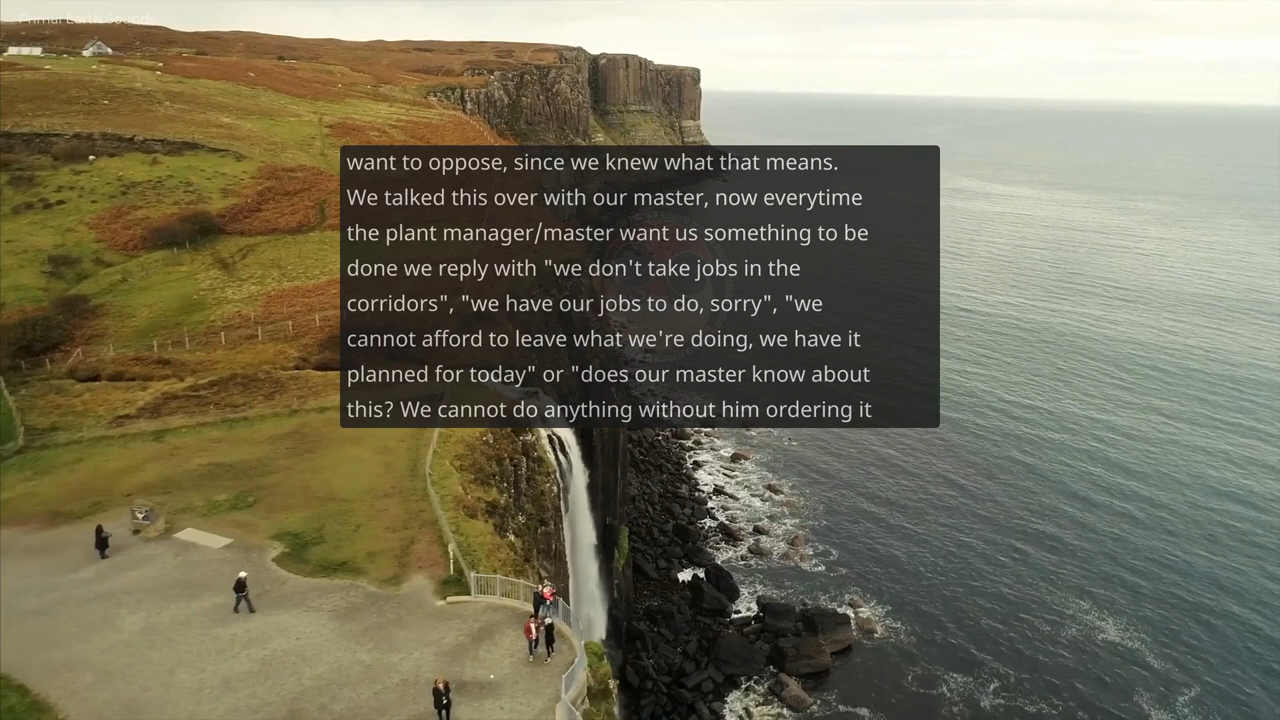 Primal Earth Sound
want to oppose, since we knew what that means.
We talked this over with our master, now everytime
the plant manager/master want us something to be
done we reply with "we don't take jobs in the
corridors", "we have our jobs to do, sorry", "we
cannot afford to leave what we're doing, we have it
planned for today" or "does our master know about
this? We cannot do anything without him ordering it